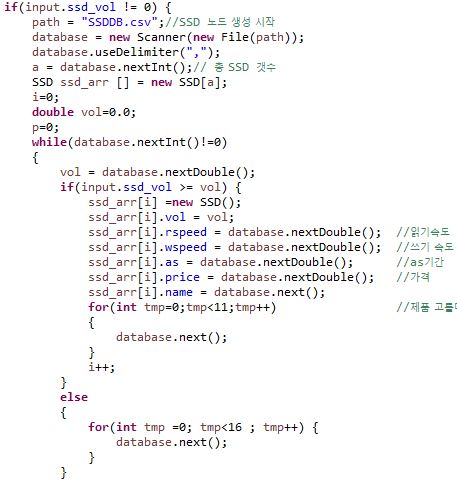 if(input.ssd_vol != 0) {
path = "SSDDB.csv";//SSD 노드 생성 시작
database = new Scanner(new File(path));
database.useDelimiter(",");
a = database.nextInt();// 총 SSD 갯수
SSD ssd_arr [] = new SSD[a];
i=0;
double vol=0.0;
p=0;
while(database.nextInt()!=0)
{
vol = database.nextDouble();
if(input.ssd_vol >= vol) {
ssd_arr[i] =new SSD();
ssd_arr[i].vol = vol;
ssd_arr[i].rspeed = database.nextDouble(); //읽기속도
ssd_arr[i].wspeed = database.nextDouble(); //쓰기 속도
ssd_arr[i].as = database.nextDouble(); //as기간
ssd_arr[i].price = database.nextDouble(); //가격
ssd_arr[i].name = database.next();
for(int tmp=0;tmp<11;tmp++) //제품 고를
{
database.next();
}
i++;
}
else
{
for(int tmp =0; tmp<16 ; tmp++) {
database.next();
}
}